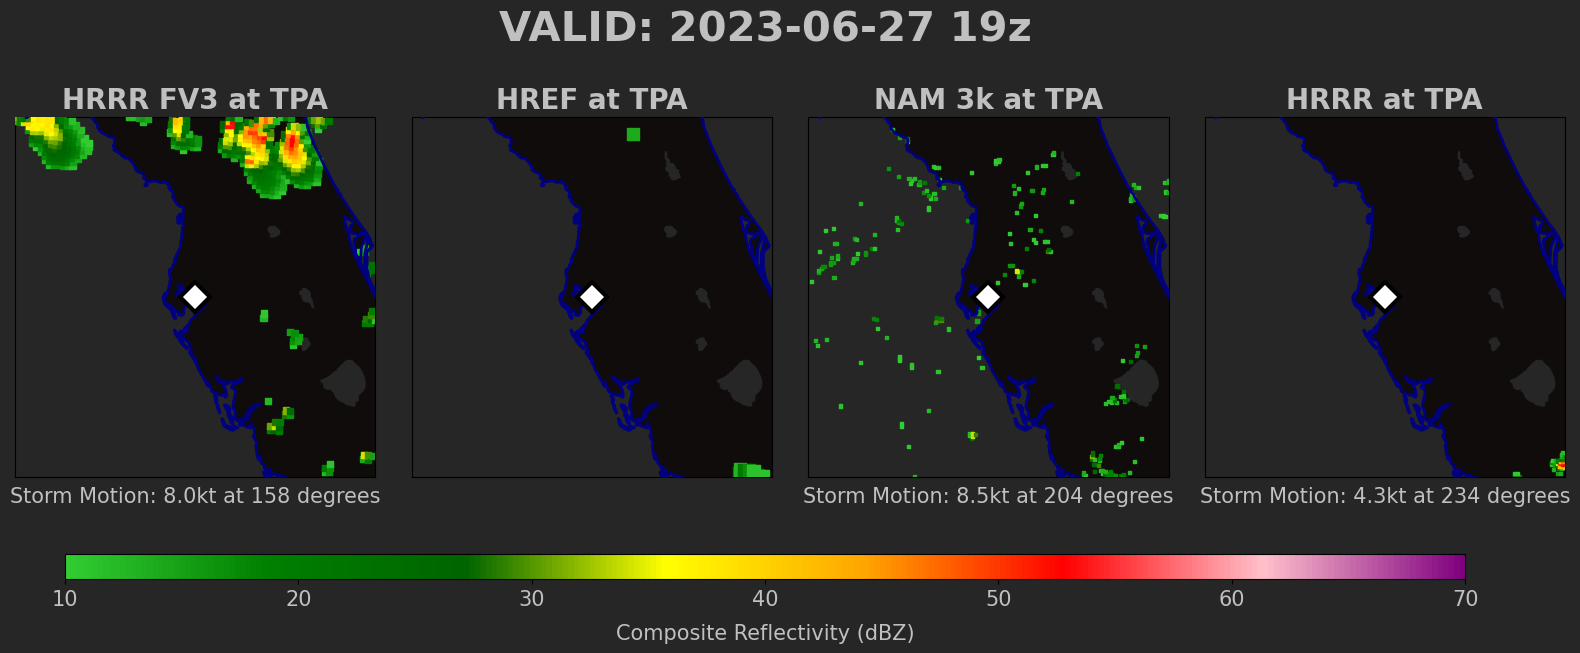 VALID: 2023-06-27 19z
HRRR FV3 at TPA
HREF at TPA
NAM 3k at TPA
HRRR at TPA
Storm Motion: 8.0kt at 158 degrees
Storm Motion: 8.5kt at 204 degrees
Storm Motion: 4.3kt at 234 degrees
10 20 30 40 50 60 70
Composite Reflectivity (dBZ)